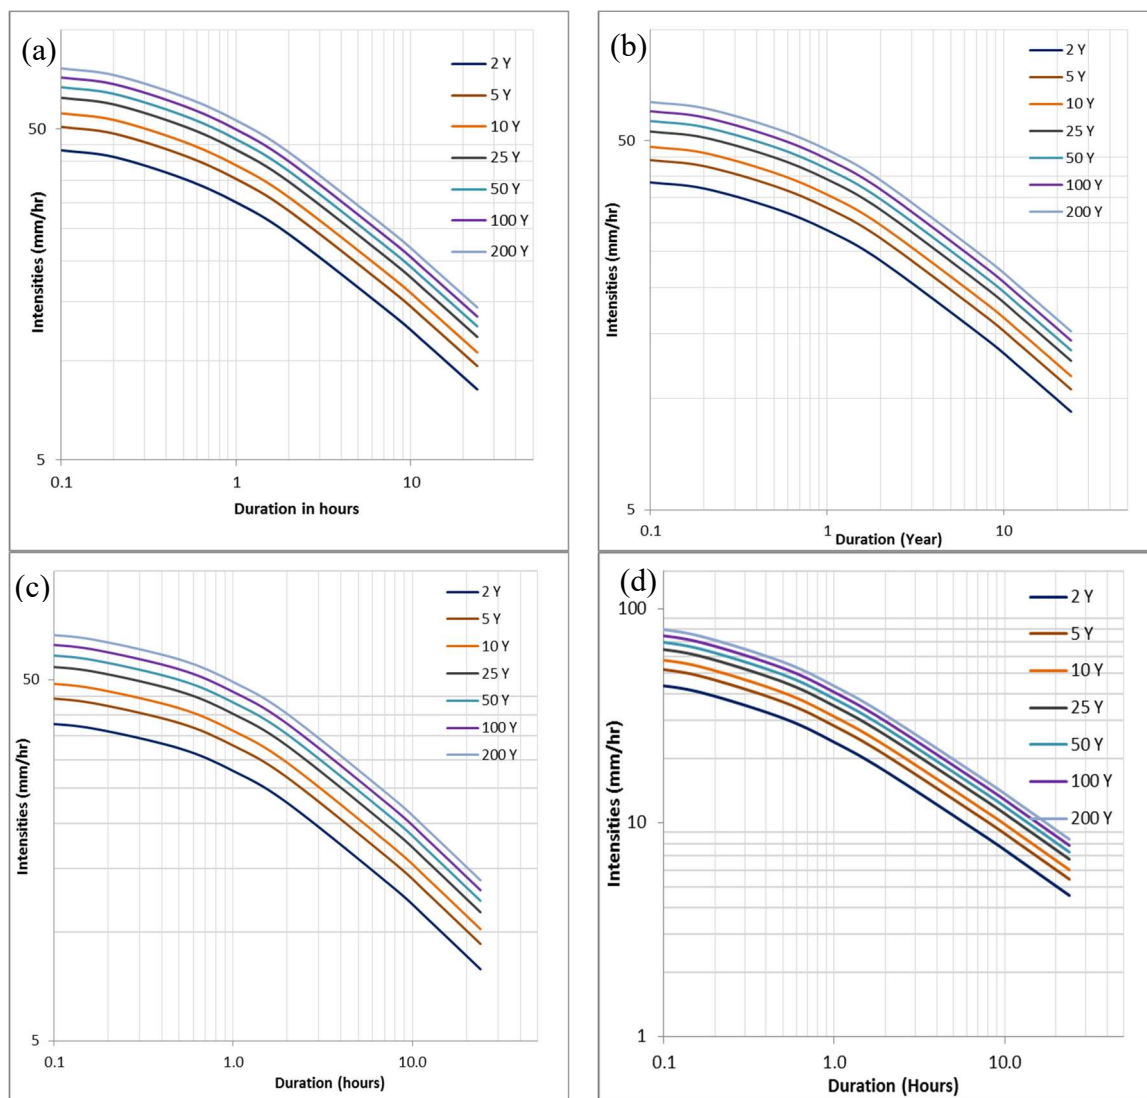 (a)
2 Y
5 Y
10 Y
25 Y
50 Y
100 Y
200 Y
50
5
Intensities (mm/hr)
0.1
1
10
Duration in hours
(b)
2 Y
5 Y
10 Y
25 Y
50 Y
100 Y
200 Y
50
5
Intensities (mm/hr)
0.1
1
10
Duration (Year)
(c)
2 Y
5 Y
10 Y
25 Y
50 Y
100 Y
200 Y
50
5
Intensities (mm/hr)
0.1
1.0
10.0
Duration (hours)
(d)
2 Y
5 Y
10 Y
25 Y
50 Y
100 Y
200 Y
100
10
1
Intensities (mm/hr)
0.1
1.0
10.0
Duration (Hours)